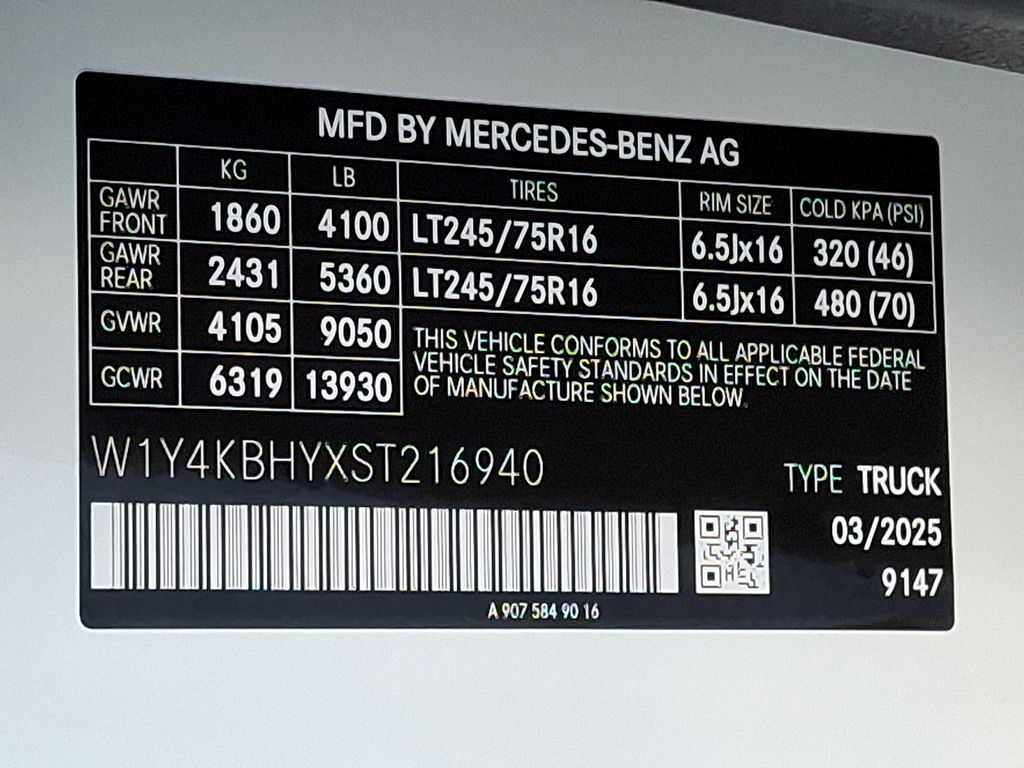 MFD BY MERCEDES-BENZ AG
KG LB TIRES RIM SIZE COLD KPA (PSI)
GAWR FRONT 1860 4100 LT245/75R16 6.5Jx16 320 (46)
GAWR REAR 2431 5360 LT245/75R16 6.5Jx16 480 (70)
GVWR 4105 9050
GCWR 6319 13930
THIS VEHICLE CONFORMS TO ALL APPLICABLE FEDERAL
VEHICLE SAFETY STANDARDS IN EFFECT ON THE DATE
OF MANUFACTURE SHOWN BELOW.
W1Y4KBHYXST216940
TYPE TRUCK
03/2025
9147
A 907 584 90 16